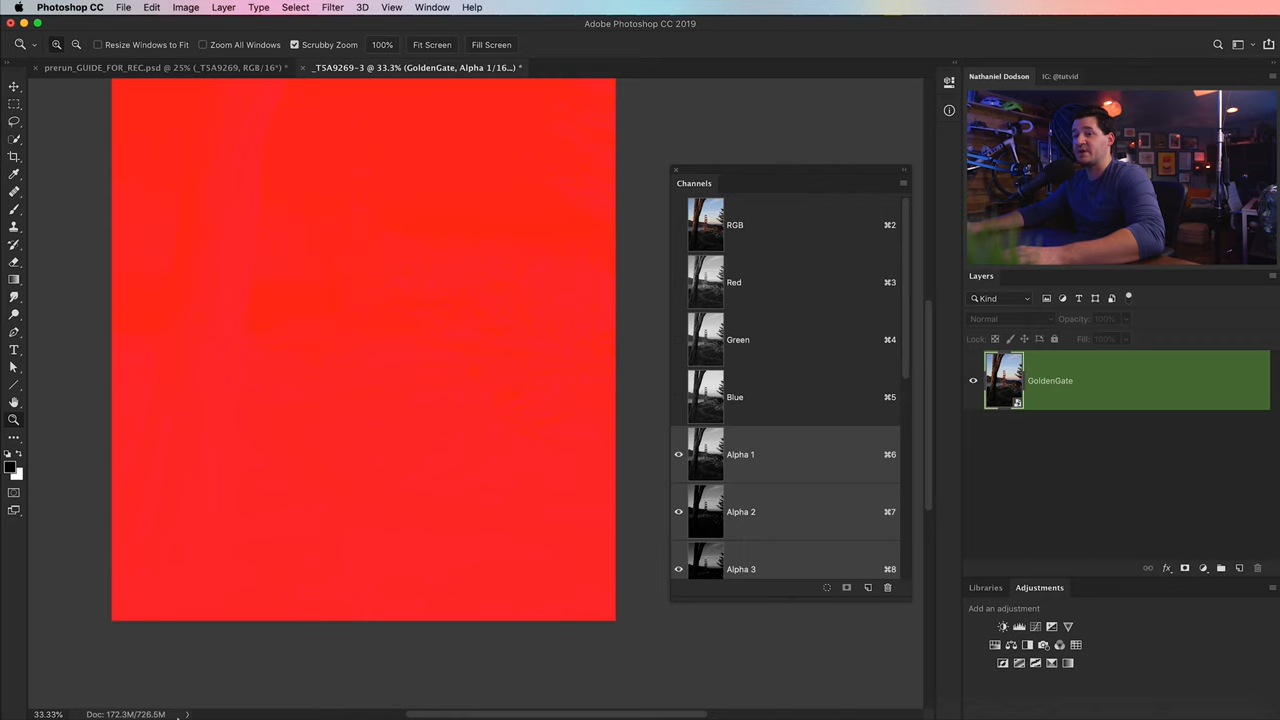 Photoshop CC File Edit Image Layer Type Select Filter 3D View Window Help
Adobe Photoshop CC 2019
Resize Windows to Fit Zoom All Windows Scrubby Zoom 100% Fit Screen Fill Screen
prerun_GUIDE_FOR_REC.psd @ 25% (_T5A9269, RGB/16*) * _T5A9269-3 @ 33.3% (GoldenGate, Alpha 1/16...) *
Nathaniel Dodson IG: @tutvid
Channels
RGB ⌘2
Red ⌘3
Green ⌘4
Blue ⌘5
Alpha 1 ⌘6
Alpha 2 ⌘7
Alpha 3 ⌘8
Layers
Kind
Normal Opacity: 100%
Lock: Fill: 100%
GoldenGate
fx
Libraries Adjustments
Add an adjustment
33.33% Doc: 172.3M/726.5M